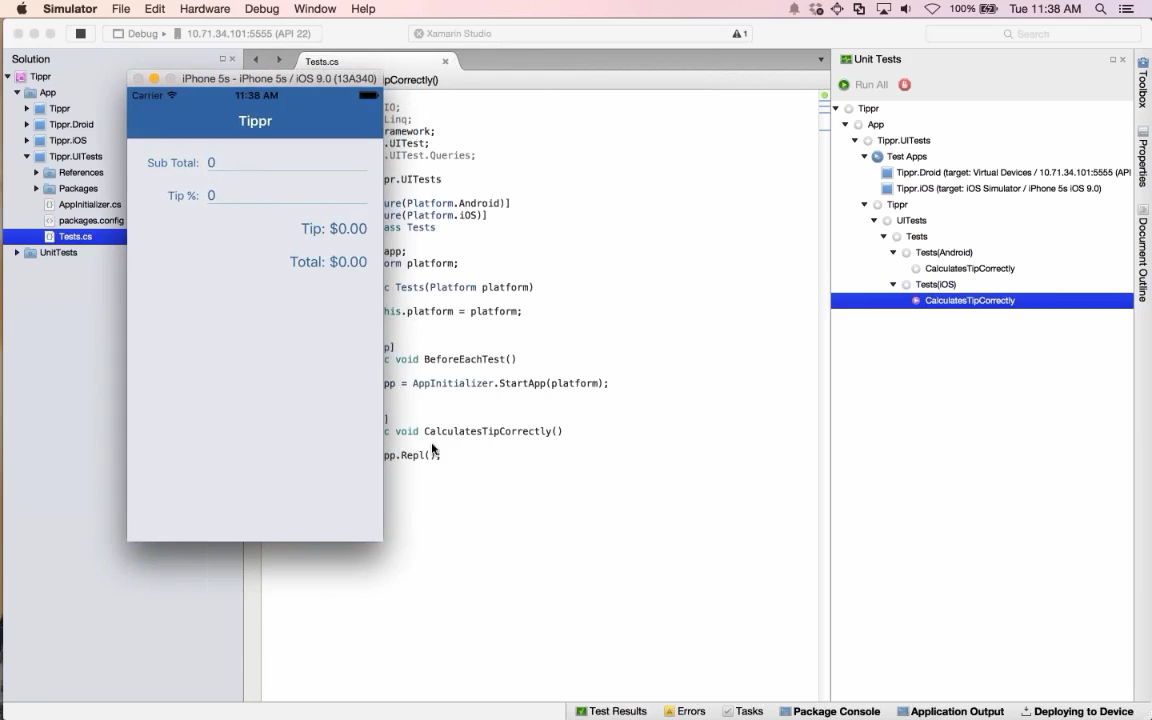 Simulator File Edit Hardware Debug Window Help 100% Tue 11:38 AM
Debug 10.71.34.101:5555 (API 22) Xamarin Studio 1 Search
Solution
Tippr
App
Tippr
Tippr.Droid
Tippr.iOS
Tippr.UITests
References
Packages
AppInitializer.cs
packages.config
Tests.cs
UnitTests
iPhone 5s - iPhone 5s / iOS 9.0 (13A340)
Carrier 11:38 AM
Tippr
Sub Total: 0
Tip %: 0
Tip: $0.00
Total: $0.00
Tests.cs
pCorrectly()
IO;
Linq;
ramework;
.UITest;
.UITest.Queries;
pr.UITests
ure(Platform.Android)]
ure(Platform.iOS)]
ass Tests
app;
orm platform;
c Tests(Platform platform)
his.platform = platform;
p]
c void BeforeEachTest()
pp = AppInitializer.StartApp(platform);
]
c void CalculatesTipCorrectly()
pp.Repl();
Unit Tests
Run All
Tippr
App
Tippr.UITests
Test Apps
Tippr.Droid (target: Virtual Devices / 10.71.34.101:5555 (API
Tippr.iOS (target: iOS Simulator / iPhone 5s iOS 9.0)
Tippr
UITests
Tests
Tests(Android)
CalculatesTipCorrectly
Tests(iOS)
CalculatesTipCorrectly
Toolbox
Properties
Document Outline
Test Results Errors Tasks Package Console Application Output Deploying to Device